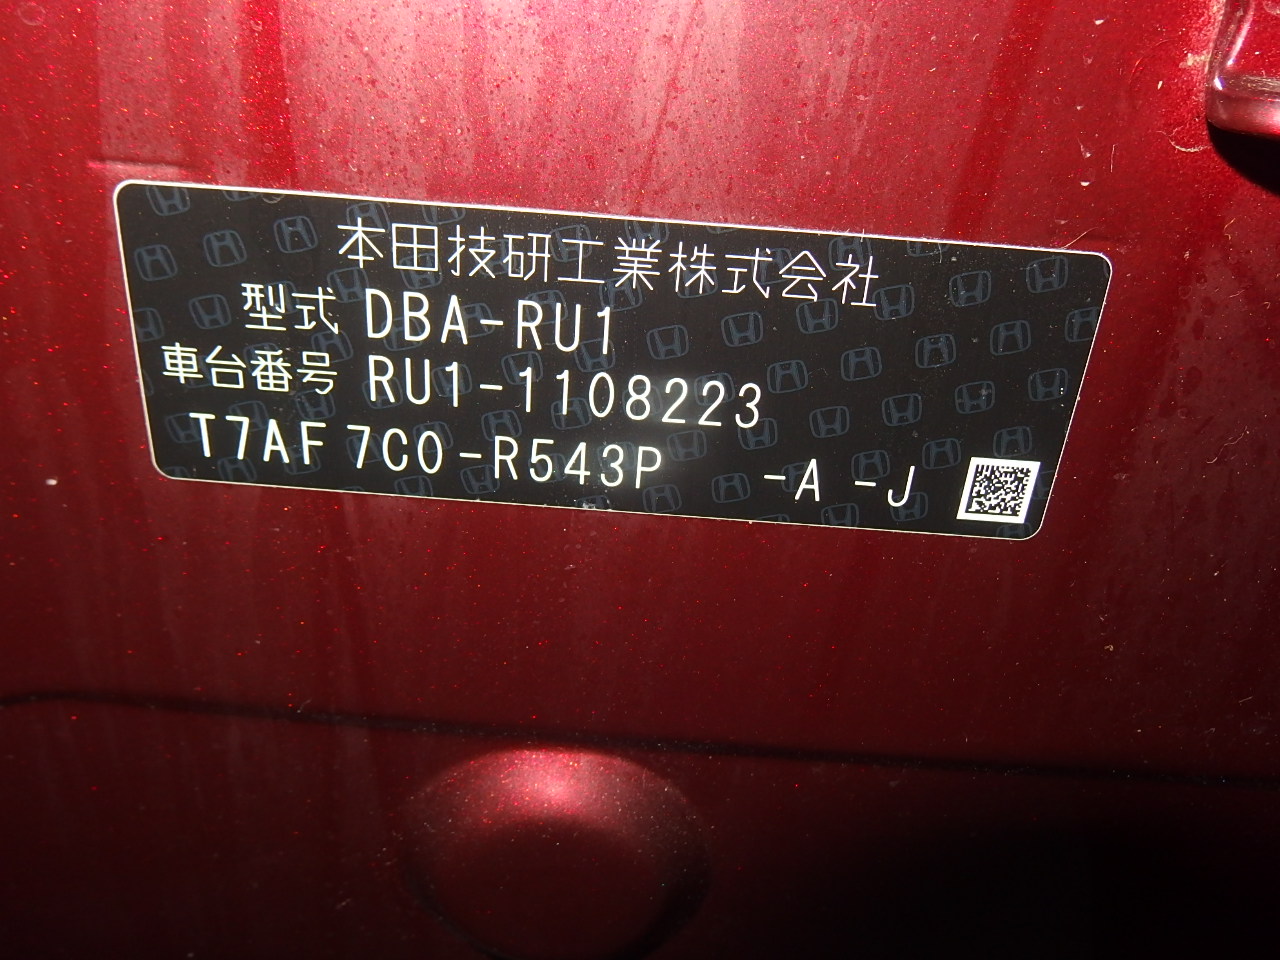 本田技研工業株式会社
型式 DBA-RU1
車台番号 RU1-1108223
T7AF 7C0-R543P -A -J